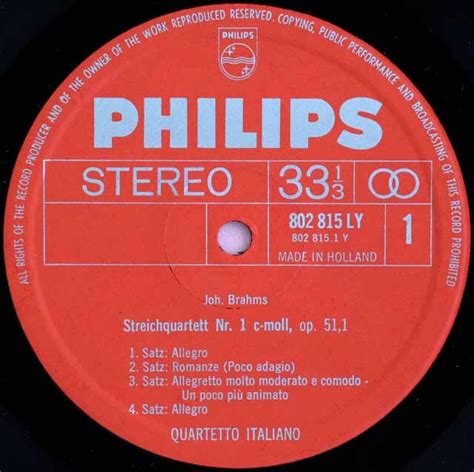 ALL RIGHTS OF THE RECORD PRODUCER AND OF THE OWNER OF THE WORK REPRODUCED RESERVED. COPYING, PUBLIC PERFORMANCE AND BROADCASTING OF THIS RECORD PROHIBITED
PHILIPS
PHILIPS
STEREO 33 1/3
802 815 LY 1
802 815.1 Y
MADE IN HOLLAND
Joh. Brahms
Streichquartett Nr. 1 c-moll, op. 51,1
1. Satz: Allegro
2. Satz: Romanze (Poco adagio)
3. Satz: Allegretto molto moderato e comodo -
Un poco più animato
4. Satz: Allegro
QUARTETTO ITALIANO